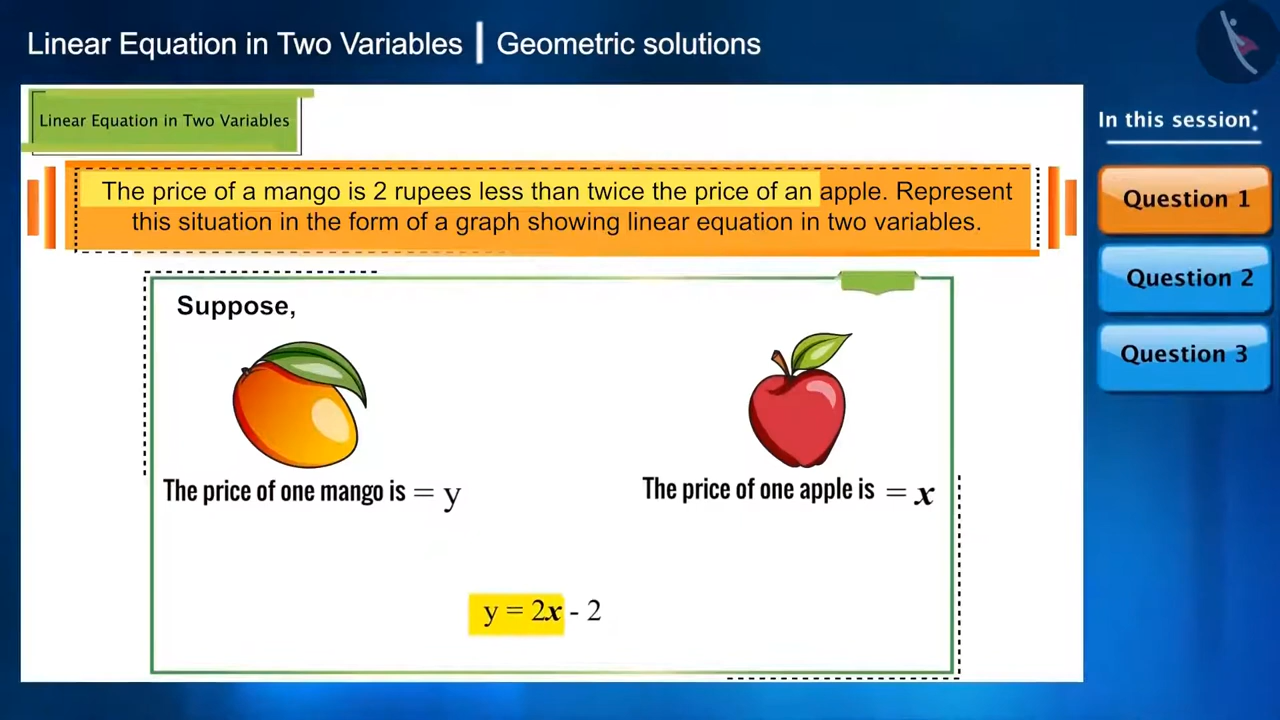 Linear Equation in Two Variables | Geometric solutions
Linear Equation in Two Variables
In this session:
The price of a mango is 2 rupees less than twice the price of an apple. Represent
this situation in the form of a graph showing linear equation in two variables.
Question 1
Question 2
Question 3
Suppose,
The price of one mango is = y
The price of one apple is = x
y = 2x - 2